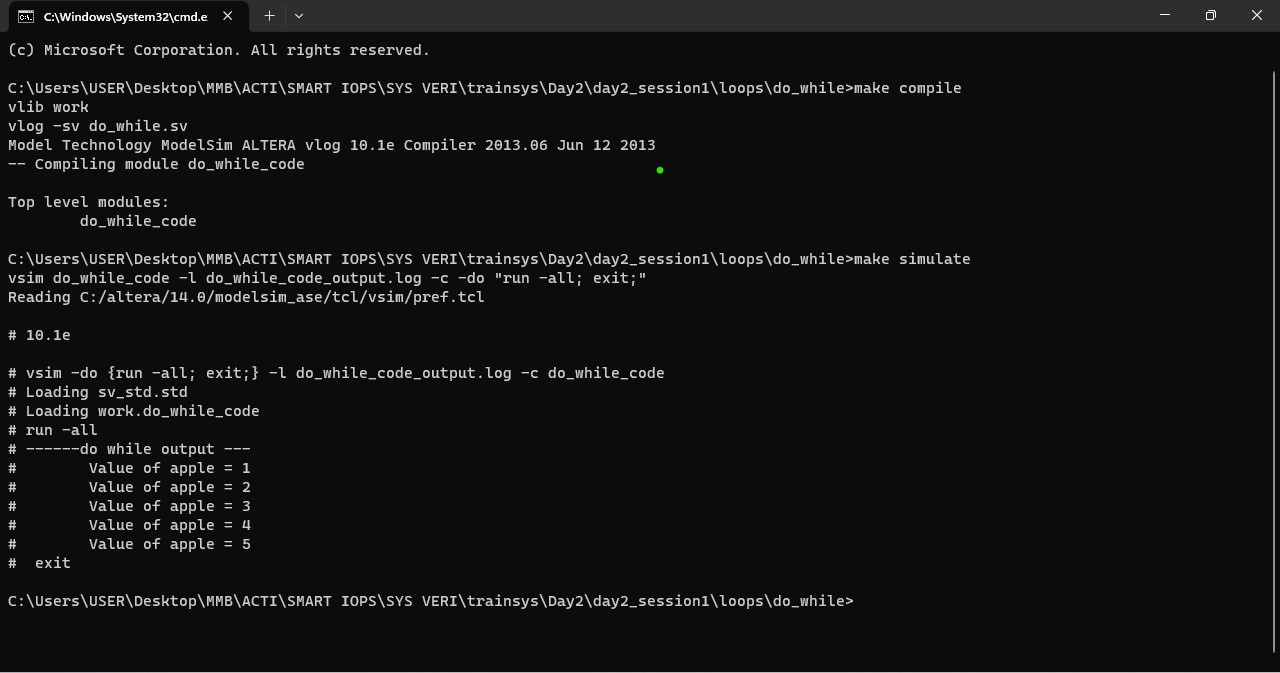 C:\Windows\System32\cmd.e
(c) Microsoft Corporation. All rights reserved.
C:\Users\USER\Desktop\MMB\ACTI\SMART IOPS\SYS VERI\trainsys\Day2\day2_session1\loops\do_while>make compile
vlib work
vlog -sv do_while.sv
Model Technology ModelSim ALTERA vlog 10.1e Compiler 2013.06 Jun 12 2013
-- Compiling module do_while_code
Top level modules:
        do_while_code
C:\Users\USER\Desktop\MMB\ACTI\SMART IOPS\SYS VERI\trainsys\Day2\day2_session1\loops\do_while>make simulate
vsim do_while_code -l do_while_code_output.log -c -do "run -all; exit;"
Reading C:/altera/14.0/modelsim_ase/tcl/vsim/pref.tcl
# 10.1e
# vsim -do {run -all; exit;} -l do_while_code_output.log -c do_while_code
# Loading sv_std.std
# Loading work.do_while_code
# run -all
# ------do while output ---
#        Value of apple = 1
#        Value of apple = 2
#        Value of apple = 3
#        Value of apple = 4
#        Value of apple = 5
#  exit
C:\Users\USER\Desktop\MMB\ACTI\SMART IOPS\SYS VERI\trainsys\Day2\day2_session1\loops\do_while>